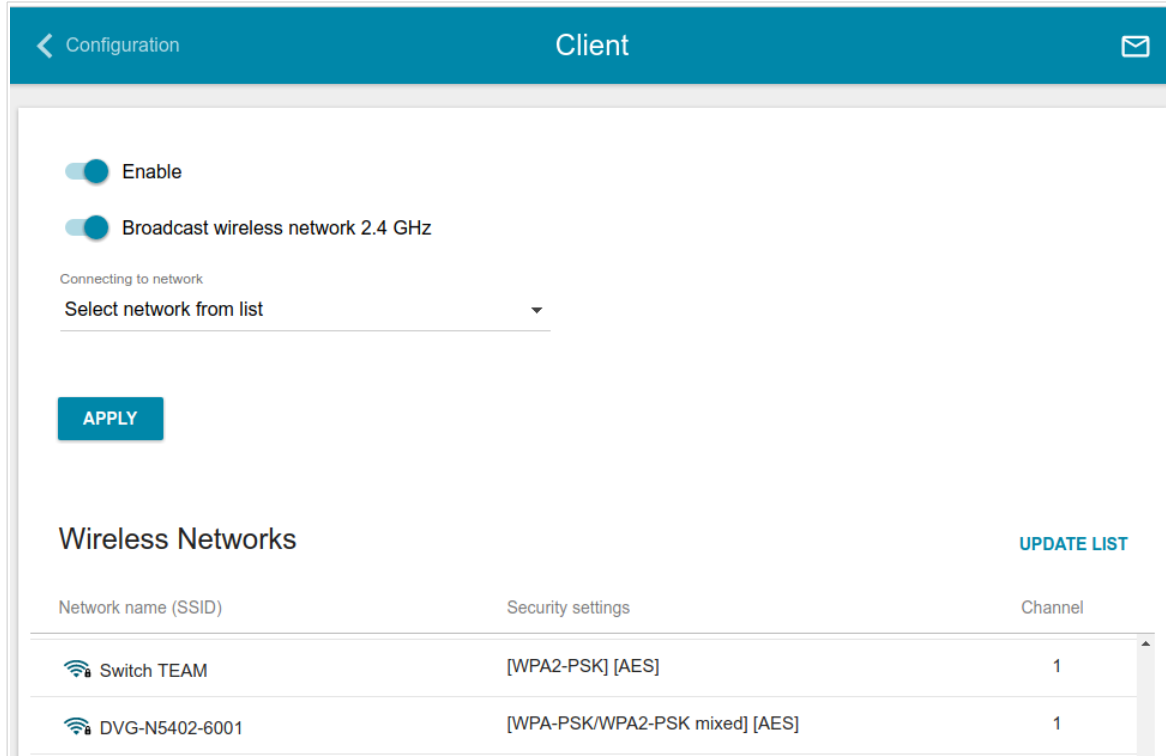 Configuration Client
Enable
Broadcast wireless network 2.4 GHz
Connecting to network
Select network from list
APPLY
Wireless Networks
UPDATE LIST
Network name (SSID) Security settings Channel
Switch TEAM [WPA2-PSK] [AES] 1
DVG-N5402-6001 [WPA-PSK/WPA2-PSK mixed] [AES] 1